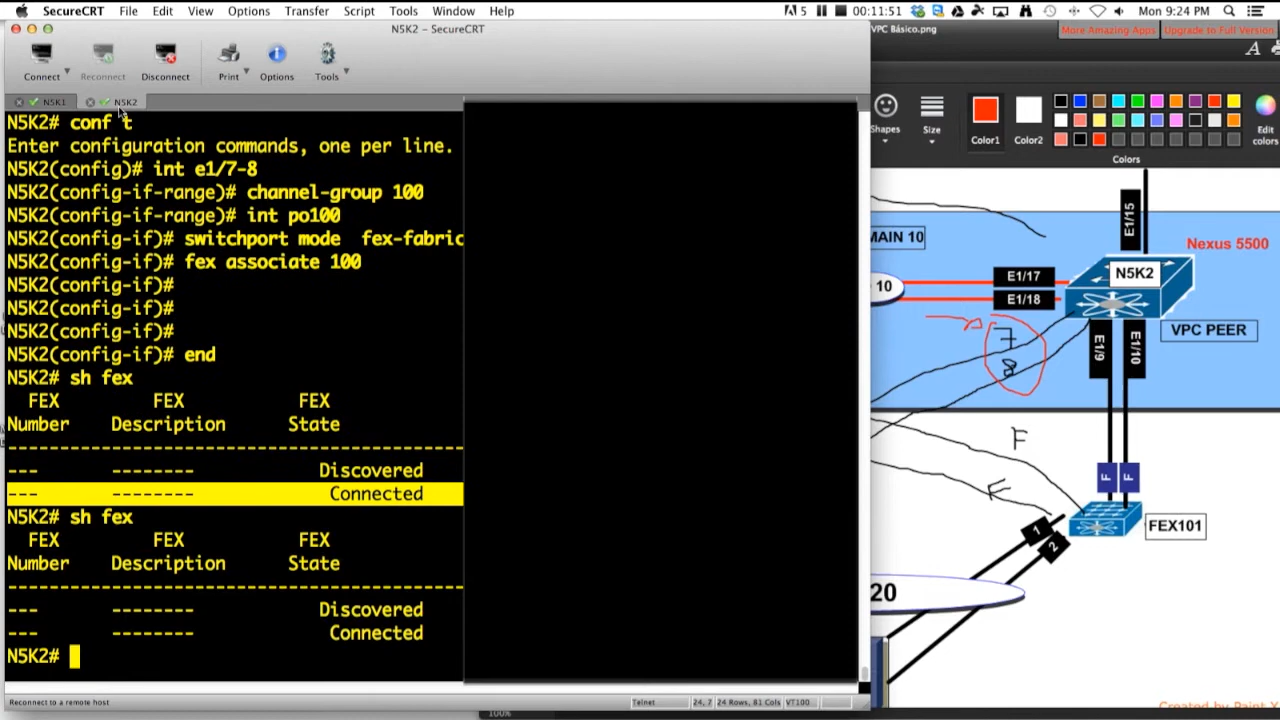 SecureCRT File Edit View Options Transfer Script Tools Window Help
5 00:11:51 Mon 9:24 PM
N5K2 – SecureCRT
VPC Básico.png
More Amazing Apps Upgrade to Full Version
Connect Reconnect Disconnect Print Options Tools
Shapes Size Color1 Color2 Edit colors
Colors
N5K1 N5K2
N5K2# conf t
Enter configuration commands, one per line.
N5K2(config)# int e1/7-8
N5K2(config-if-range)# channel-group 100
N5K2(config-if-range)# int po100
N5K2(config-if)# switchport mode  fex-fabric
N5K2(config-if)# fex associate 100
N5K2(config-if)#
N5K2(config-if)#
N5K2(config-if)#
N5K2(config-if)# end
N5K2# sh fex
FEX FEX FEX
Number Description State
---------------------------------------------
--- -------- Discovered
--- -------- Connected
N5K2# sh fex
FEX FEX FEX
Number Description State
---------------------------------------------
--- -------- Discovered
--- -------- Connected
N5K2#
Reconnect to a remote host
Telnet 24, 7 24 Rows, 81 Cols VT100
MAIN 10
E1/15
Nexus 5500
10
E1/17
E1/18
N5K2
VPC PEER
7
8
E1/9
E1/10
F
F
F F
FEX101
1
2
20
100%
Created by Paint X